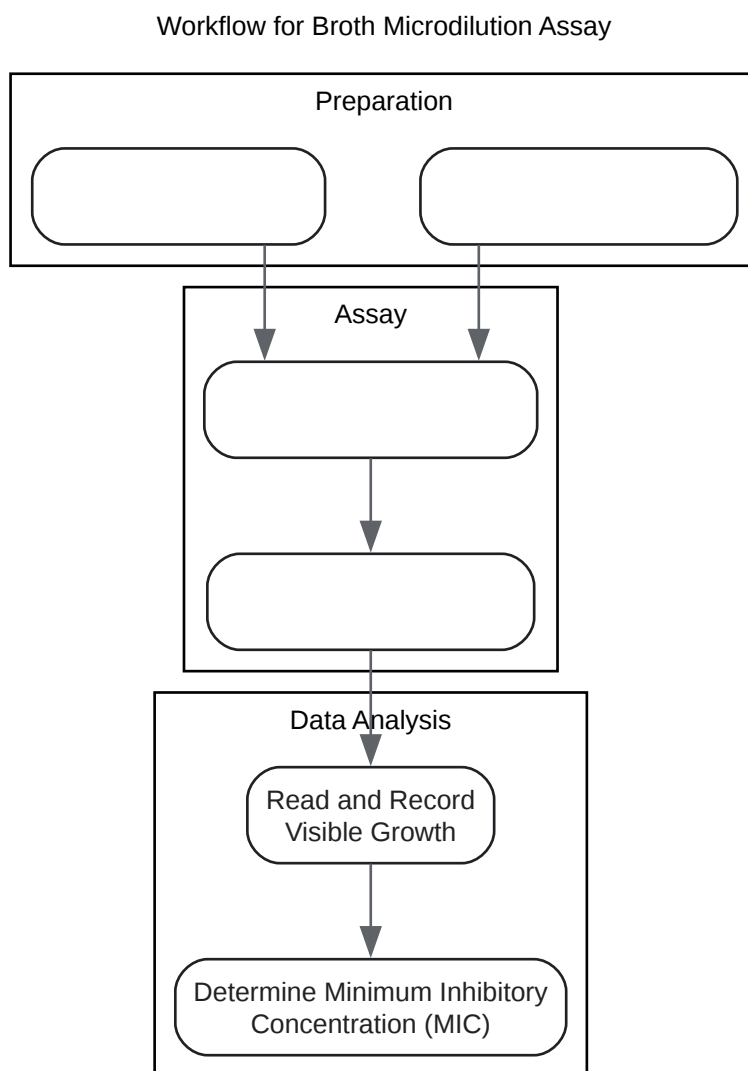 Workflow for Broth Microdilution Assay
Preparation
Assay
Data Analysis
Read and Record
Visible Growth
Determine Minimum Inhibitory
Concentration (MIC)